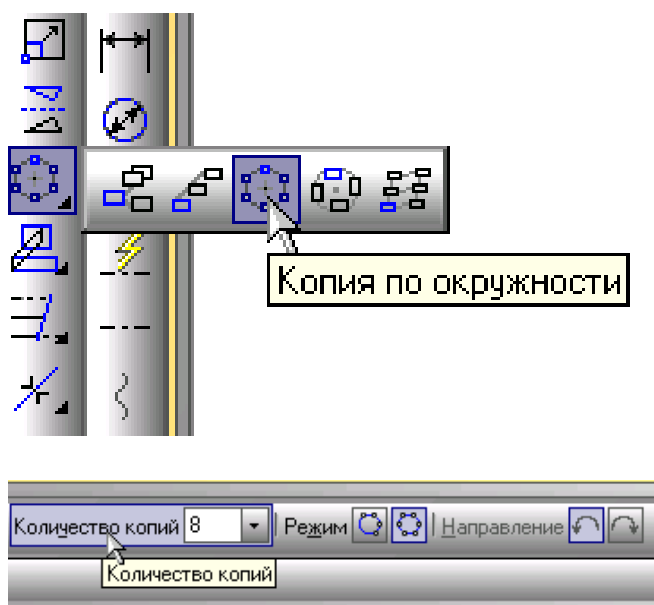 Копия по окружности
Количество копий 8 Режим Направление
Количество копий